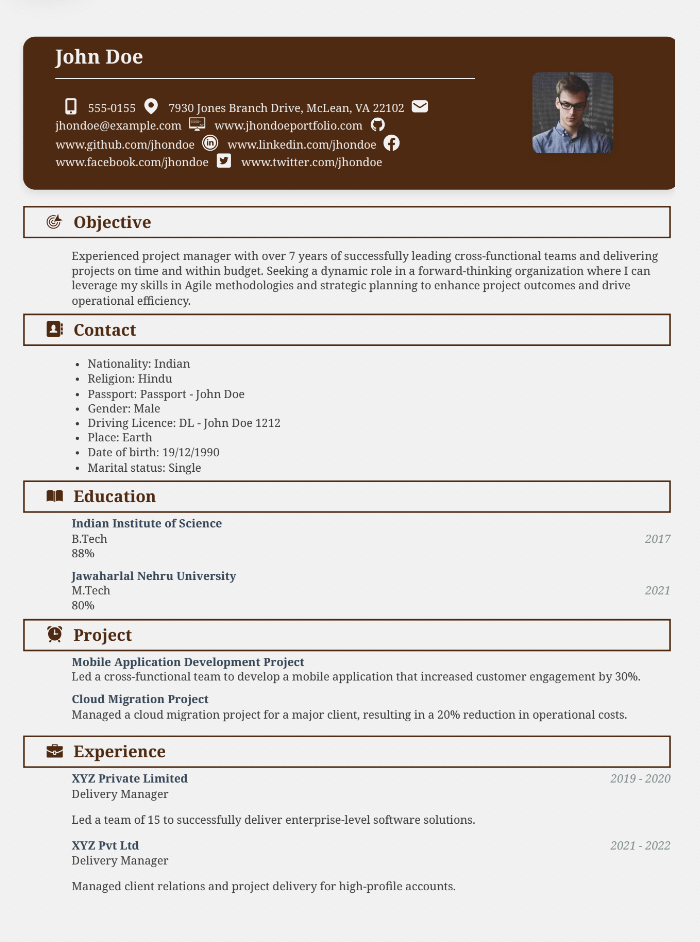 John Doe
555-0155 7930 Jones Branch Drive, McLean, VA 22102
jhondoe@example.com www.jhondoeportfolio.com
www.github.com/jhondoe www.linkedin.com/jhondoe
www.facebook.com/jhondoe www.twitter.com/jhondoe
Objective
Experienced project manager with over 7 years of successfully leading cross-functional teams and delivering
projects on time and within budget. Seeking a dynamic role in a forward-thinking organization where I can
leverage my skills in Agile methodologies and strategic planning to enhance project outcomes and drive
operational efficiency.
Contact
• Nationality: Indian
• Religion: Hindu
• Passport: Passport - John Doe
• Gender: Male
• Driving Licence: DL - John Doe 1212
• Place: Earth
• Date of birth: 19/12/1990
• Marital status: Single
Education
Indian Institute of Science
B.Tech 2017
88%
Jawaharlal Nehru University
M.Tech 2021
80%
Project
Mobile Application Development Project
Led a cross-functional team to develop a mobile application that increased customer engagement by 30%.
Cloud Migration Project
Managed a cloud migration project for a major client, resulting in a 20% reduction in operational costs.
Experience
XYZ Private Limited 2019 - 2020
Delivery Manager
Led a team of 15 to successfully deliver enterprise-level software solutions.
XYZ Pvt Ltd 2021 - 2022
Delivery Manager
Managed client relations and project delivery for high-profile accounts.